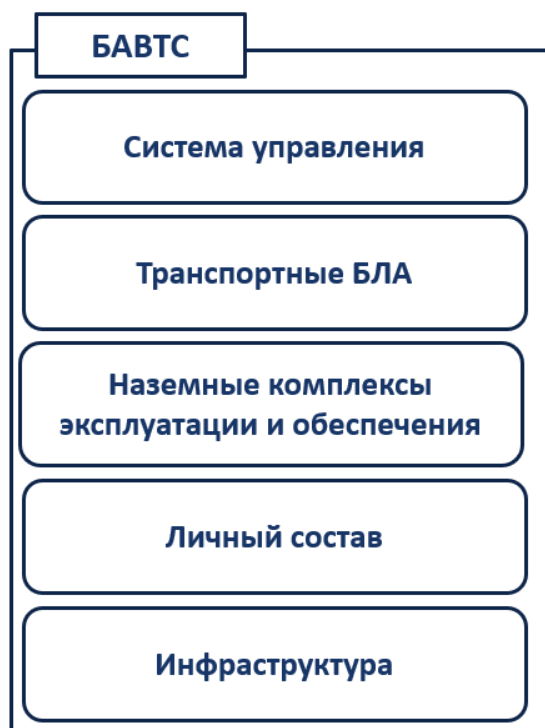 БАВТС
Система управления
Транспортные БЛА
Наземные комплексы
эксплуатации и обеспечения
Личный состав
Инфраструктура